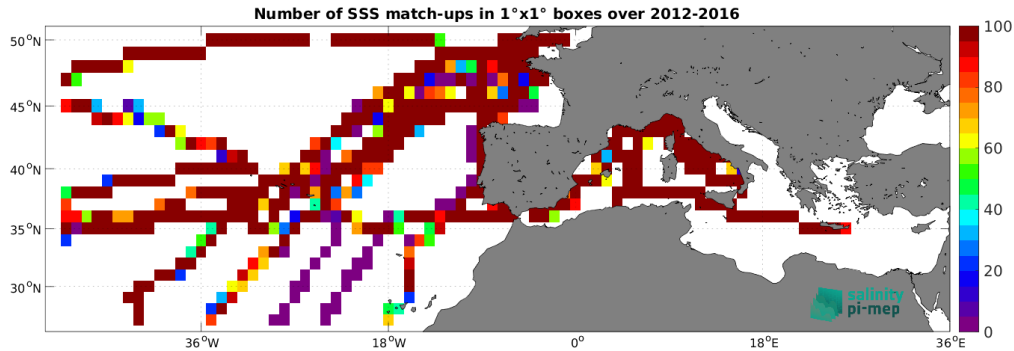 Number of SSS match-ups in 1°x1° boxes over 2012-2016
50°N
45°N
40°N
35°N
30°N
36°W
18°W
0°
18°E
36°E
100
80
60
40
20
0
salinity
pi-mep